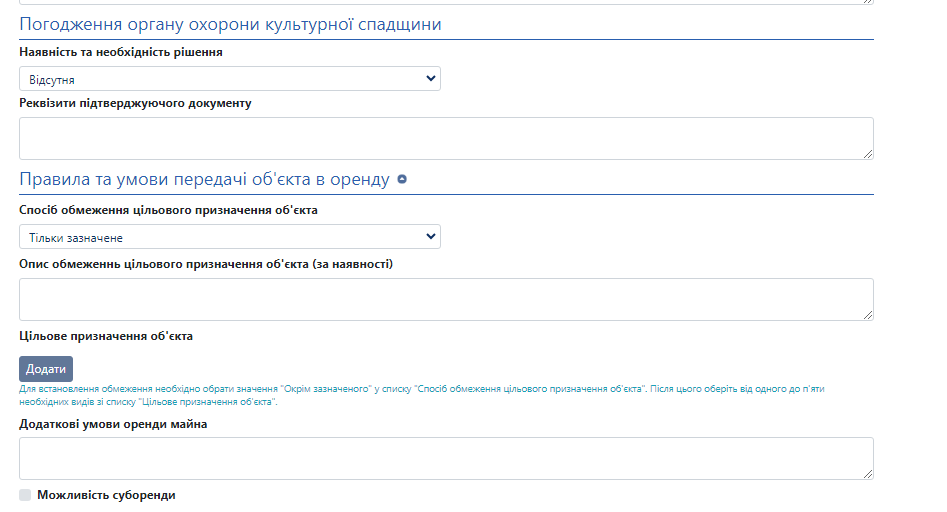 Погодження органу охорони культурної спадщини
Наявність та необхідність рішення
Відсутня
Реквізити підтверджуючого документу
Правила та умови передачі об'єкта в оренду
Спосіб обмеження цільового призначення об'єкта
Тільки зазначене
Опис обмеженнь цільового призначення об'єкта (за наявності)
Цільове призначення об'єкта
Додати
Для встановлення обмеження необхідно обрати значення "Окрім зазначеного" у списку "Спосіб обмеження цільового призначення об'єкта". Після цього оберіть від одного до п'яти
необхідних видів зі списку "Цільове призначення об'єкта".
Додаткові умови оренди майна
Можливість суборенди